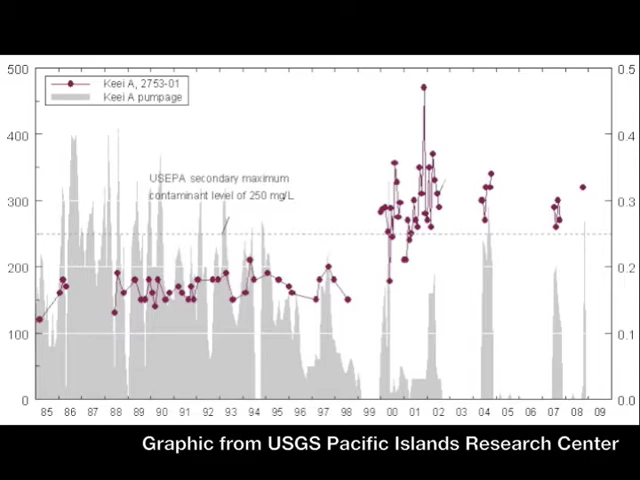 500
400
300
200
100
0
0.5
0.4
0.3
0.2
0.1
0.0
Keei A, 2753-01
Keei A pumpage
USEPA secondary maximum
contaminant level of 250 mg/L
85 86 87 88 89 90 91 92 93 94 95 96 97 98 99 00 01 02 03 04 05 06 07 08 09
Graphic from USGS Pacific Islands Research Center